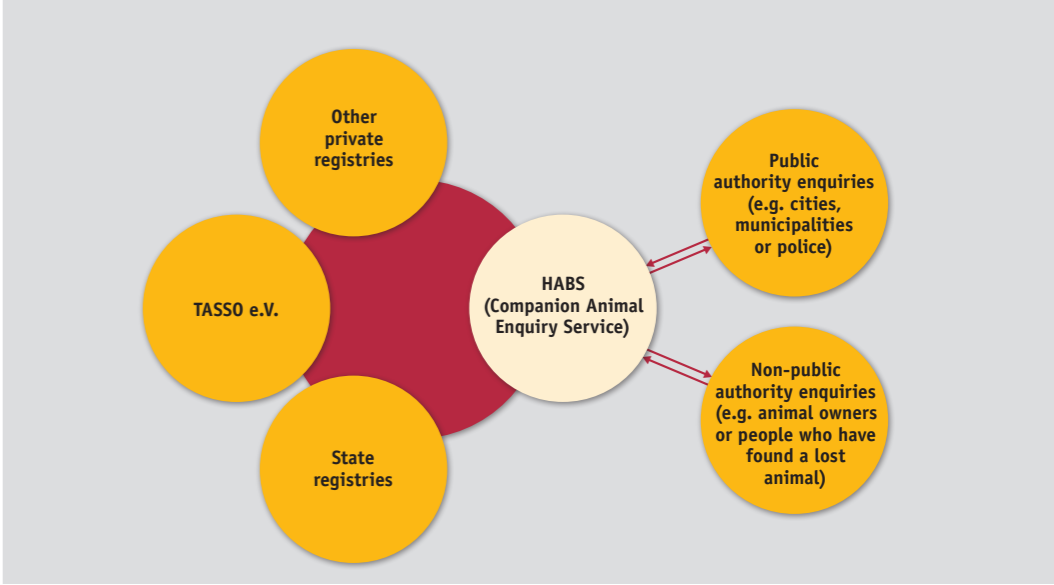 Other
private
registries
TASSO e.V.
State
registries
HABS
(Companion Animal
Enquiry Service)
Public
authority enquiries
(e.g. cities,
municipalities
or police)
Non-public
authority enquiries
(e.g. animal owners
or people who have
found a lost
animal)